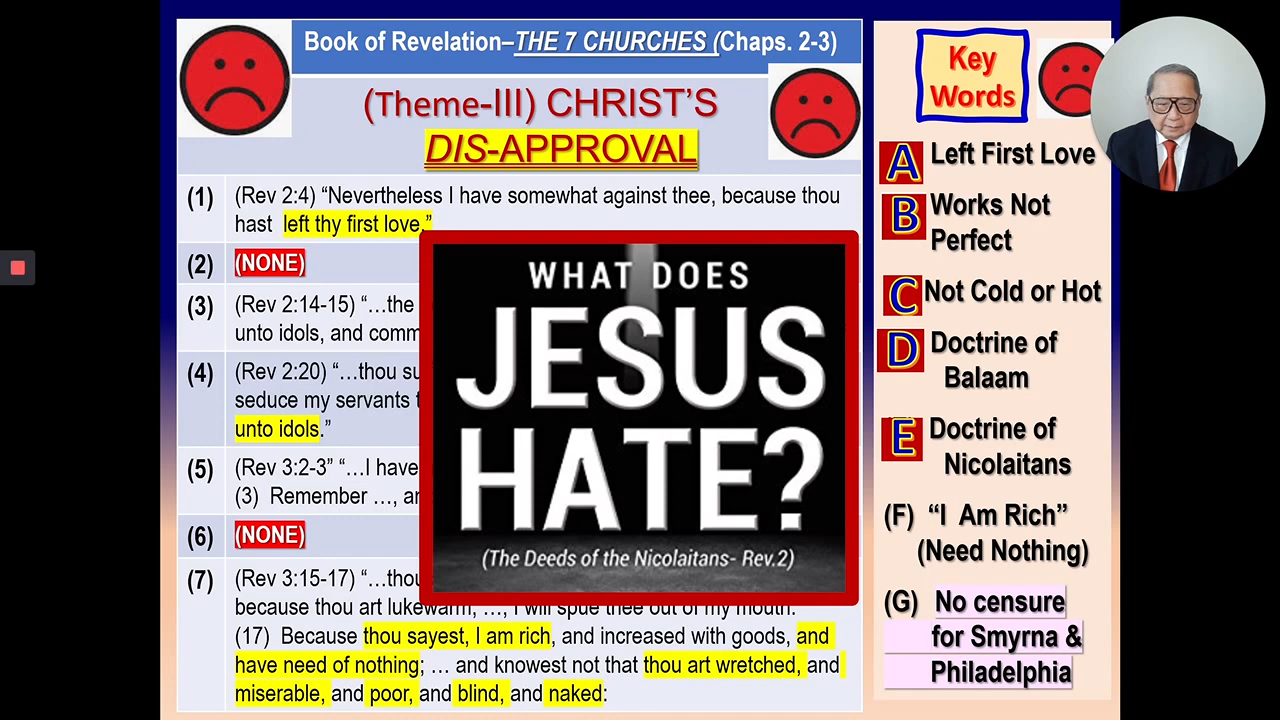 Book of Revelation–THE 7 CHURCHES (Chaps. 2-3)
(Theme-III) CHRIST’S
DIS-APPROVAL
(1) (Rev 2:4) “Nevertheless I have somewhat against thee, because thou
hast left thy first love.”
(2) (NONE)
(3) (Rev 2:14-15) “…the
unto idols, and comm
(4) (Rev 2:20) “…thou su
seduce my servants t
unto idols.”
(5) (Rev 3:2-3” “…I have
(3) Remember …, an
(6) (NONE)
(7) (Rev 3:15-17) “…thou
because thou art lukewarm, …, I will spue thee out of my mouth.
(17) Because thou sayest, I am rich, and increased with goods, and
have need of nothing; … and knowest not that thou art wretched, and
miserable, and poor, and blind, and naked:
WHAT DOES
JESUS
HATE?
(The Deeds of the Nicolaitans- Rev.2)
Key
Words
A Left First Love
B Works Not
Perfect
C Not Cold or Hot
D Doctrine of
Balaam
E Doctrine of
Nicolaitans
(F) “I Am Rich”
(Need Nothing)
(G) No censure
for Smyrna &
Philadelphia